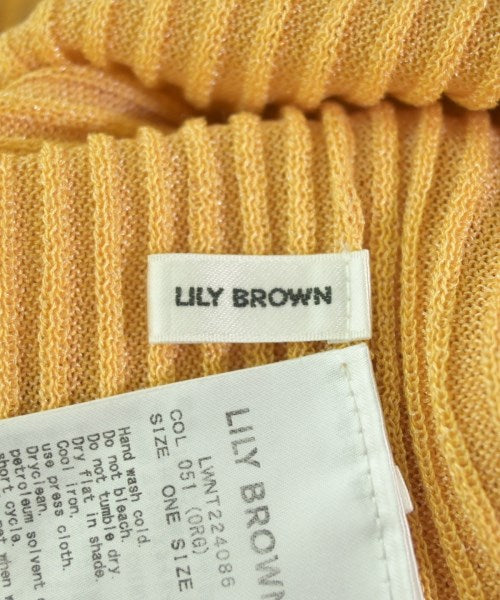 LILY BROWN
LILY BROWN
LWNT224086
COL 051 (ORG)
SIZE ONE SIZE
Hand wash cold.
Do not bleach.
Do not tumble dry
Dry flat in shade.
Cool iron.
use press cloth.
Dryclean.
petroleum solvent
short cycle.
when